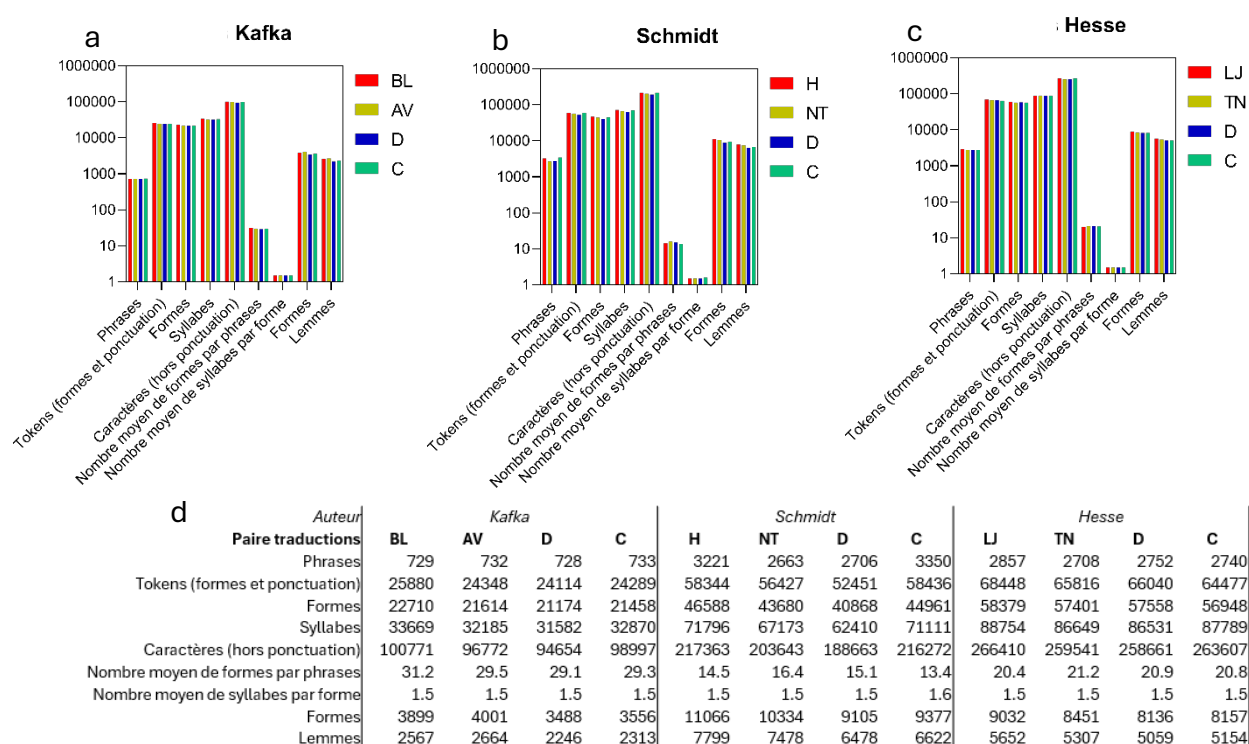 a
Kafka
1000000
100000
10000
1000
100
10
1
BL
AV
D
C
Phrases
Tokens (formes et ponctuation)
Formes
Syllabes
Caractères (hors ponctuation)
Nombre moyen de formes par phrases
Nombre moyen de syllabes par forme
Formes
Lemmes
b
Schmidt
1000000
100000
10000
1000
100
10
1
H
NT
D
C
Phrases
Tokens (formes et ponctuation)
Formes
Syllabes
Caractères (hors ponctuation)
Nombre moyen de formes par phrases
Nombre moyen de syllabes par forme
Formes
Lemmes
c
Hesse
1000000
100000
10000
1000
100
10
1
LJ
TN
D
C
Phrases
Tokens (formes et ponctuation)
Formes
Syllabes
Caractères (hors ponctuation)
Nombre moyen de formes par phrases
Nombre moyen de syllabes par forme
Formes
Lemmes
d
Auteur Kafka Schmidt Hesse
Paire traductions BL AV D C H NT D C LJ TN D C
Phrases 729 732 728 733 3221 2663 2706 3350 2857 2708 2752 2740
Tokens (formes et ponctuation) 25880 24348 24114 24289 58344 56427 52451 58436 68448 65816 66040 64477
Formes 22710 21614 21174 21458 46588 43680 40868 44961 58379 57401 57558 56948
Syllabes 33669 32185 31582 32870 71796 67173 62410 71111 88754 86649 86531 87789
Caractères (hors ponctuation) 100771 96772 94654 98997 217363 203643 188663 216272 266410 259541 258661 263607
Nombre moyen de formes par phrases 31.2 29.5 29.1 29.3 14.5 16.4 15.1 13.4 20.4 21.2 20.9 20.8
Nombre moyen de syllabes par forme 1.5 1.5 1.5 1.5 1.5 1.5 1.5 1.6 1.5 1.5 1.5 1.5
Formes 3899 4001 3488 3556 11066 10334 9105 9377 9032 8451 8136 8157
Lemmes 2567 2664 2246 2313 7799 7478 6478 6622 5652 5307 5059 5154